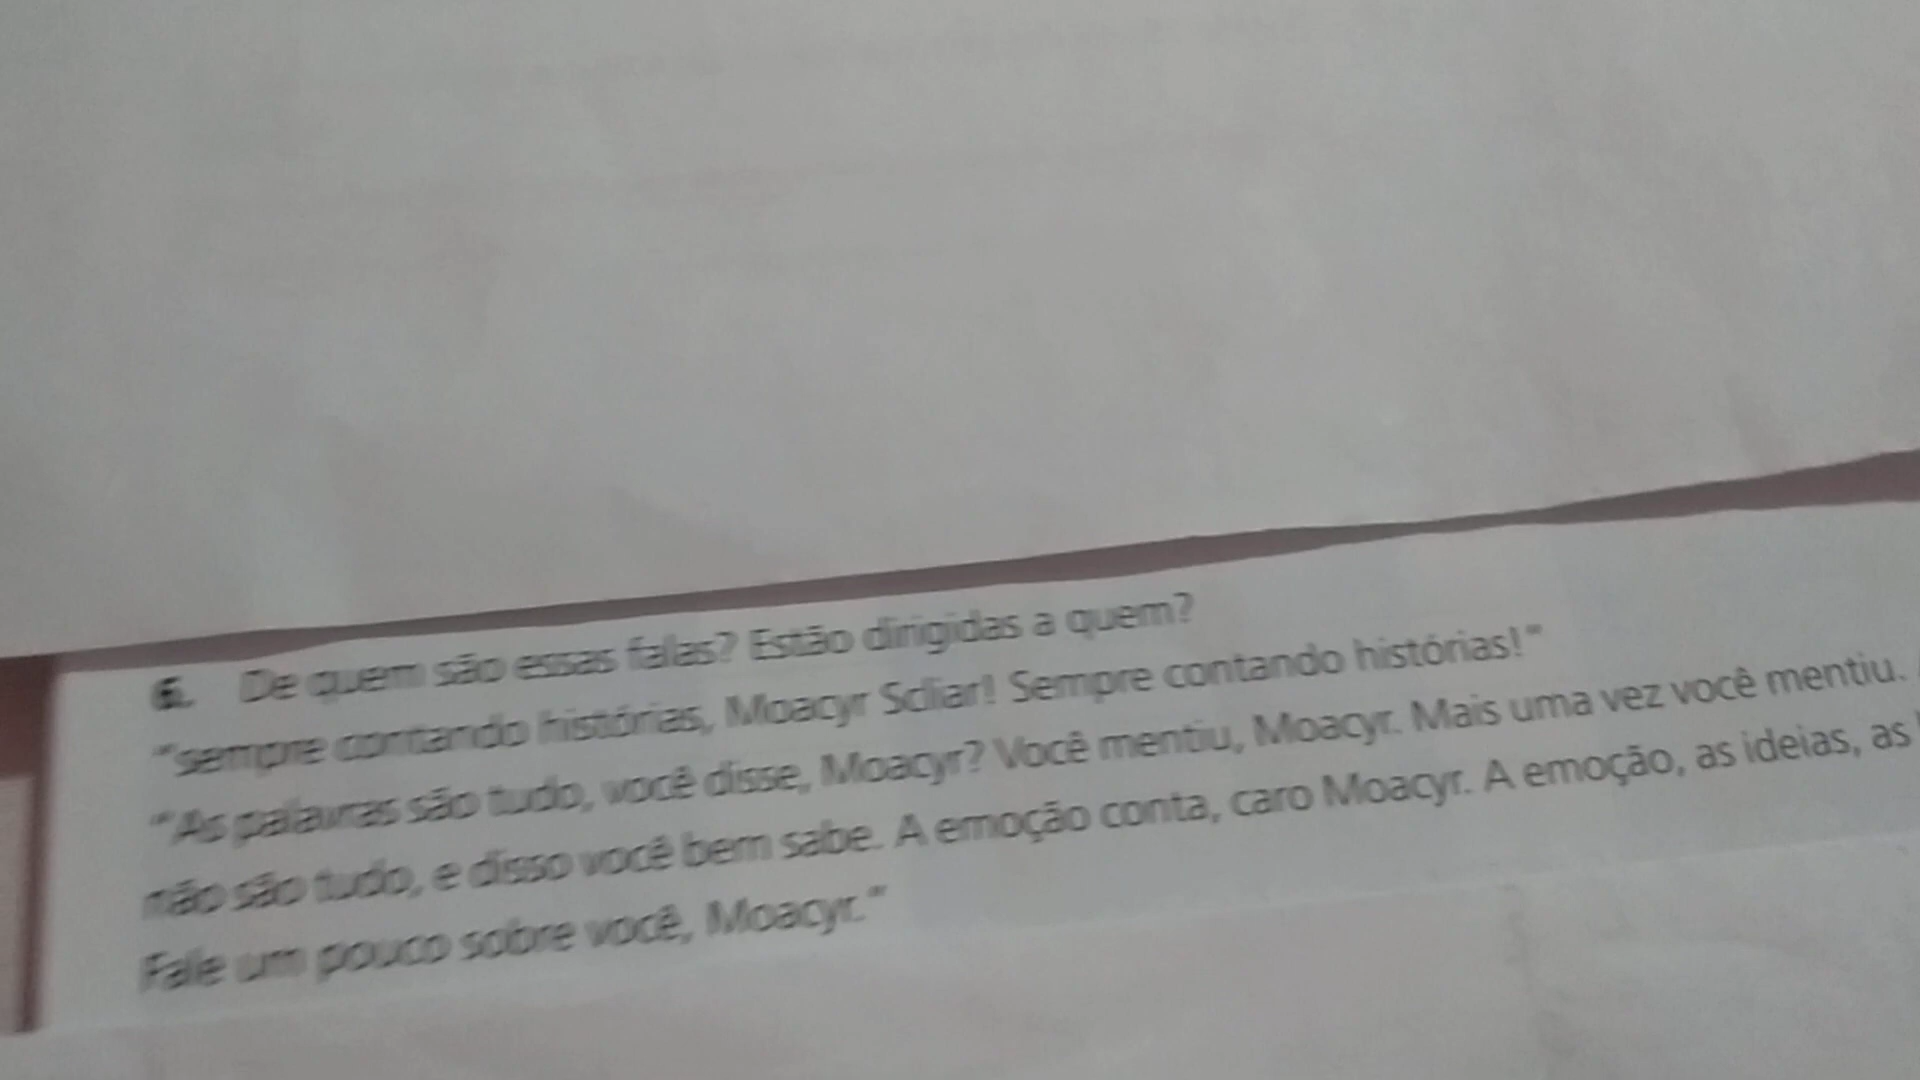 6. De quem são essas falas? Estão dirigidas a quem?
"sempre contando histórias, Moacyr Scliar! Sempre contando histórias!"
"As palavras são tudo, você disse, Moacyr? Você mentiu, Moacyr. Mais uma vez você mentiu.
não são tudo, e disso você bem sabe. A emoção conta, caro Moacyr. A emoção, as ideias, as
Fale um pouco sobre você, Moacyr."